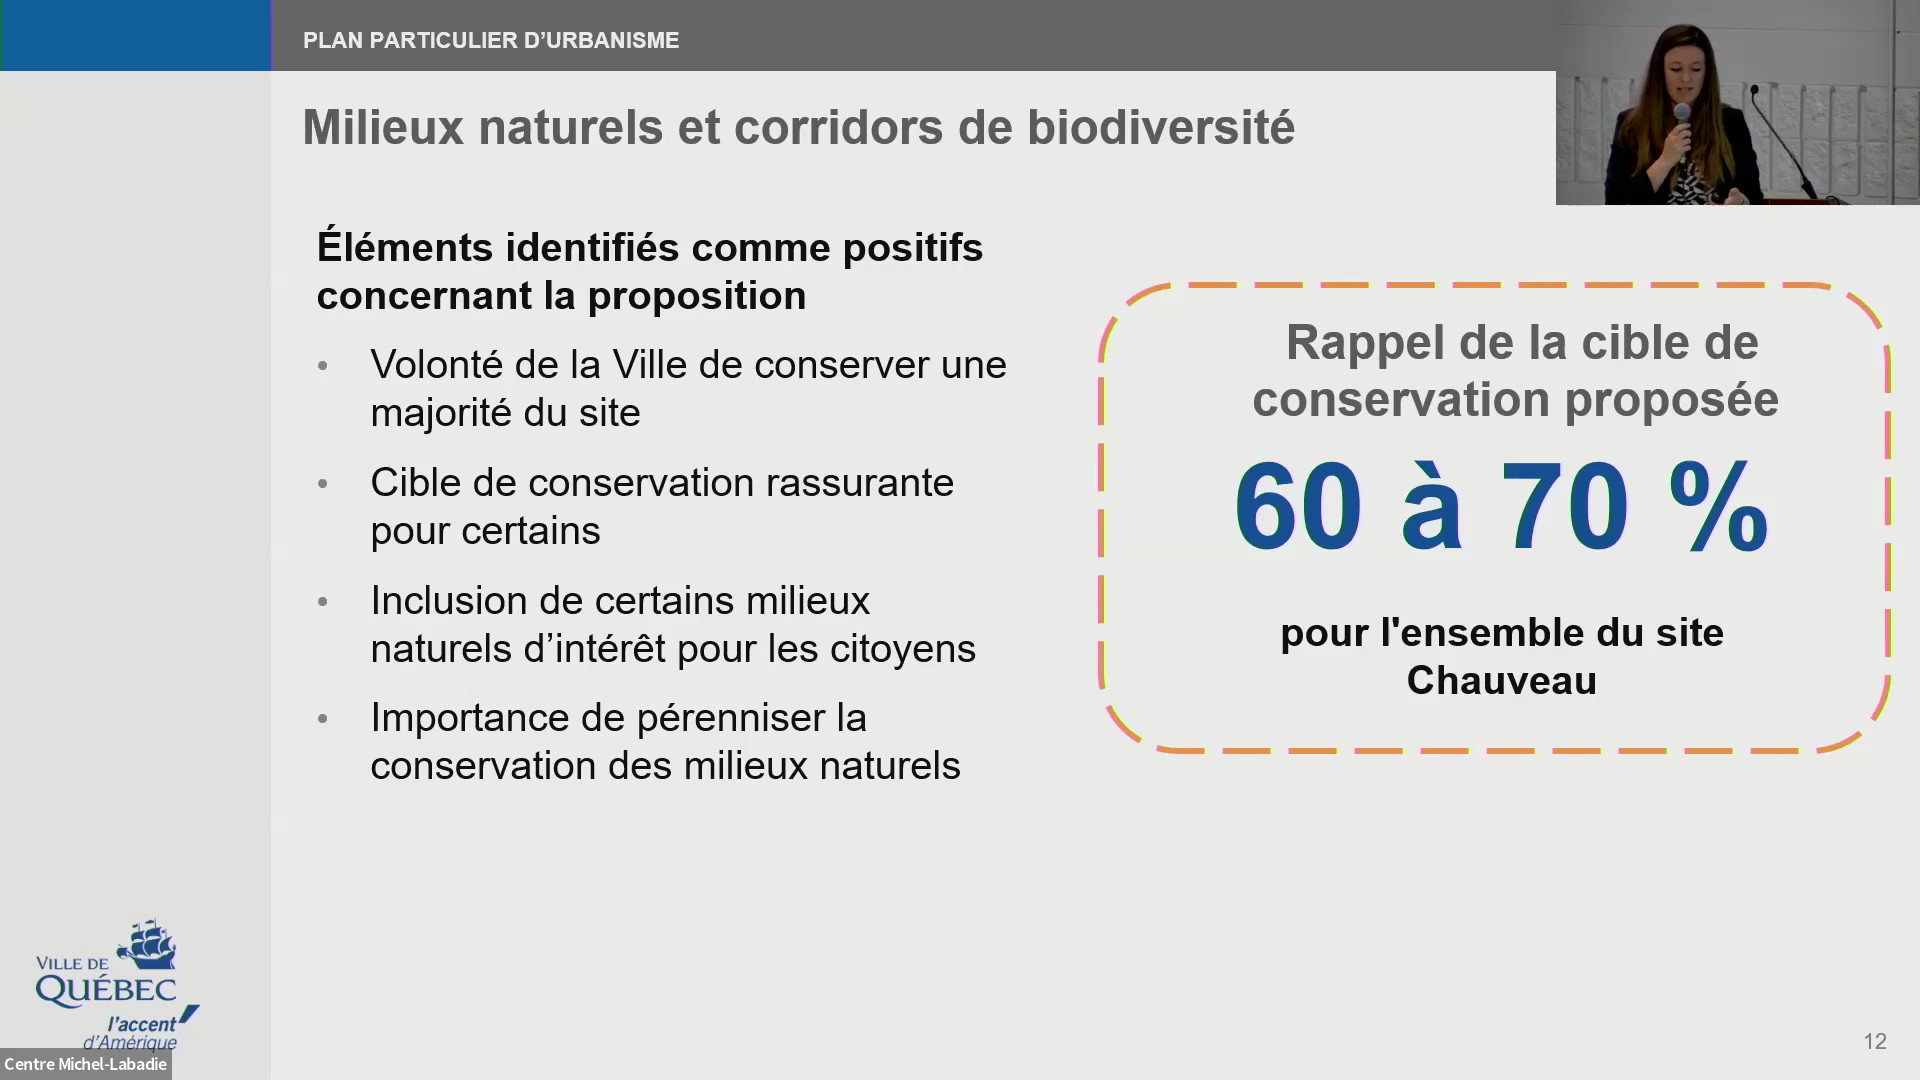 PLAN PARTICULIER D’URBANISME
Milieux naturels et corridors de biodiversité
Éléments identifiés comme positifs
concernant la proposition
• Volonté de la Ville de conserver une
majorité du site
• Cible de conservation rassurante
pour certains
• Inclusion de certains milieux
naturels d’intérêt pour les citoyens
• Importance de pérenniser la
conservation des milieux naturels
Rappel de la cible de
conservation proposée
60 à 70 %
pour l'ensemble du site
Chauveau
VILLE DE
QUÉBEC
l'accent
d'Amérique
Centre Michel-Labadie
12